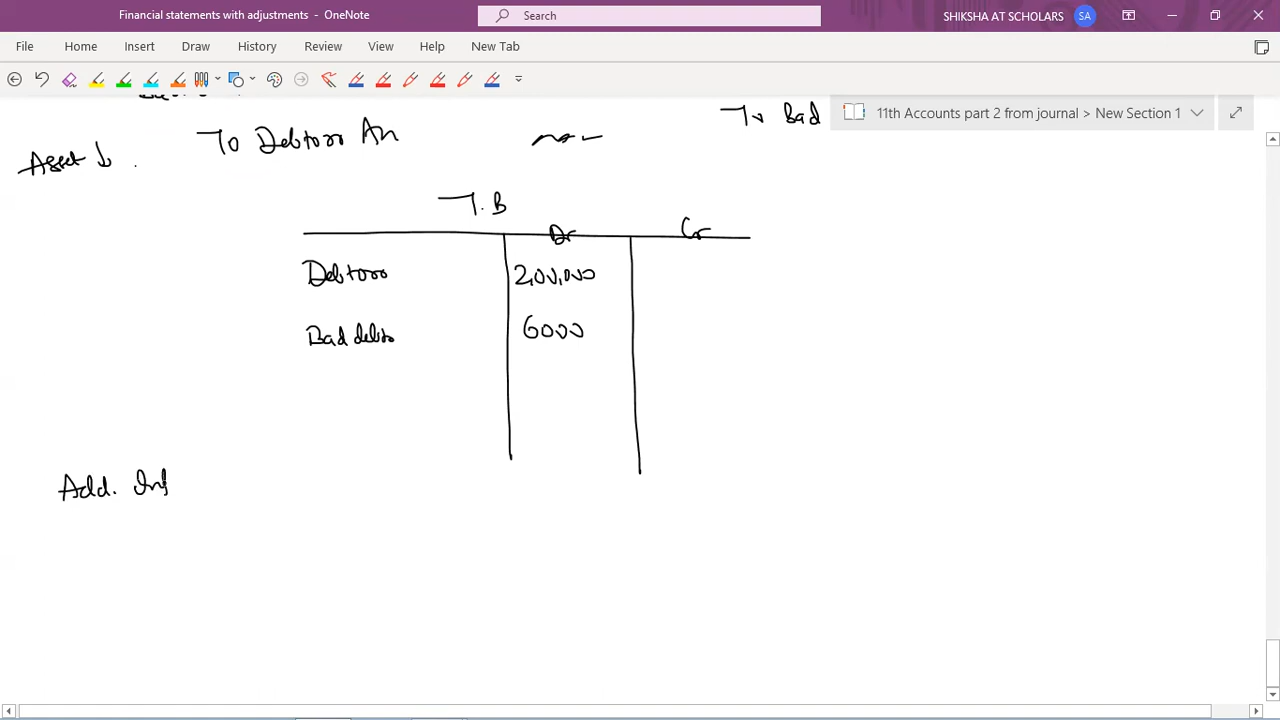 Financial statements with adjustments - OneNote
Search
SHIKSHA AT SCHOLARS SA
File Home Insert Draw History Review View Help New Tab
11th Accounts part 2 from journal > New Section 1
To Bad
To Debtors A/c
Asset ↓
T.B
Dr Cr
Debtors 2,00,000
Bad debts 6000
Add. Inf